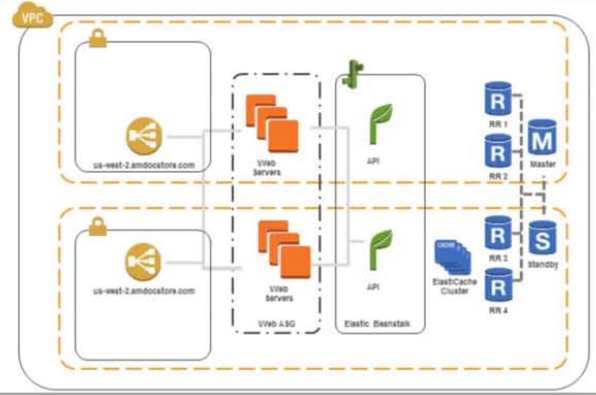 VPC
us-west-2.amdocstore.com
Web
Servers
API
R
RR 1
R
RR 2
M
Master
us-west-2.amdocstore.com
Web
Servers
Web ASG
API
Elastic Beanstalk
CACHE
ElastiCache
Cluster
R
RR 3
R
RR 4
S
Standby